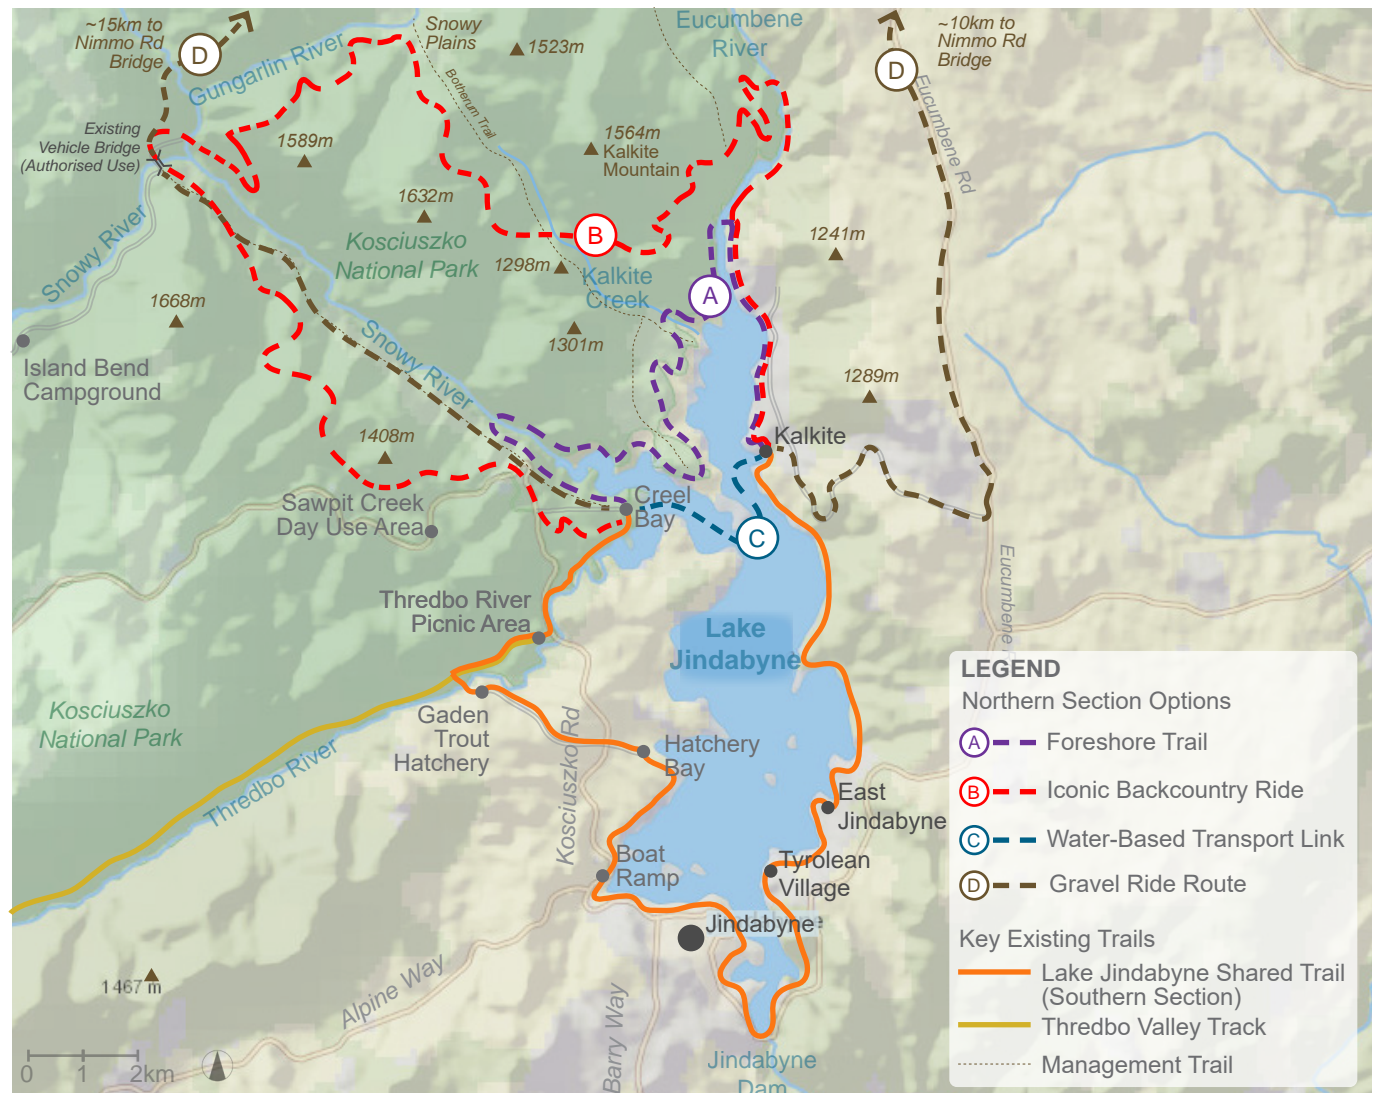 ~15km to
Nimmo Rd
Bridge
D
Gungarlin River
Snowy
Plains
1523m
Eucumbene
River
~10km to
Nimmo Rd
Bridge
D
Eucumbene Rd
Botherum Trail
Existing
Vehicle Bridge
(Authorised Use)
1589m
1564m
Kalkite
Mountain
1632m
B
Kosciuszko
National Park
1298m
Kalkite
Creek
1241m
A
Snowy River
1668m
Snowy River
1301m
Island Bend
Campground
1289m
1408m
Kalkite
Sawpit Creek
Day Use Area
Creel
Bay
C
Eucumbene
Thredbo River
Picnic Area
Lake
Jindabyne
Kosciuszko
National Park
Gaden
Trout
Hatchery
Kosciuszko Rd
Hatchery
Bay
Thredbo River
East
Jindabyne
Boat
Ramp
Tyrolean
Village
Jindabyne
1467 m
Alpine Way
Barry Way
Jindabyne
Dam
0 1 2km
LEGEND
Northern Section Options
A Foreshore Trail
B Iconic Backcountry Ride
C Water-Based Transport Link
D Gravel Ride Route
Key Existing Trails
Lake Jindabyne Shared Trail
(Southern Section)
Thredbo Valley Track
Management Trail